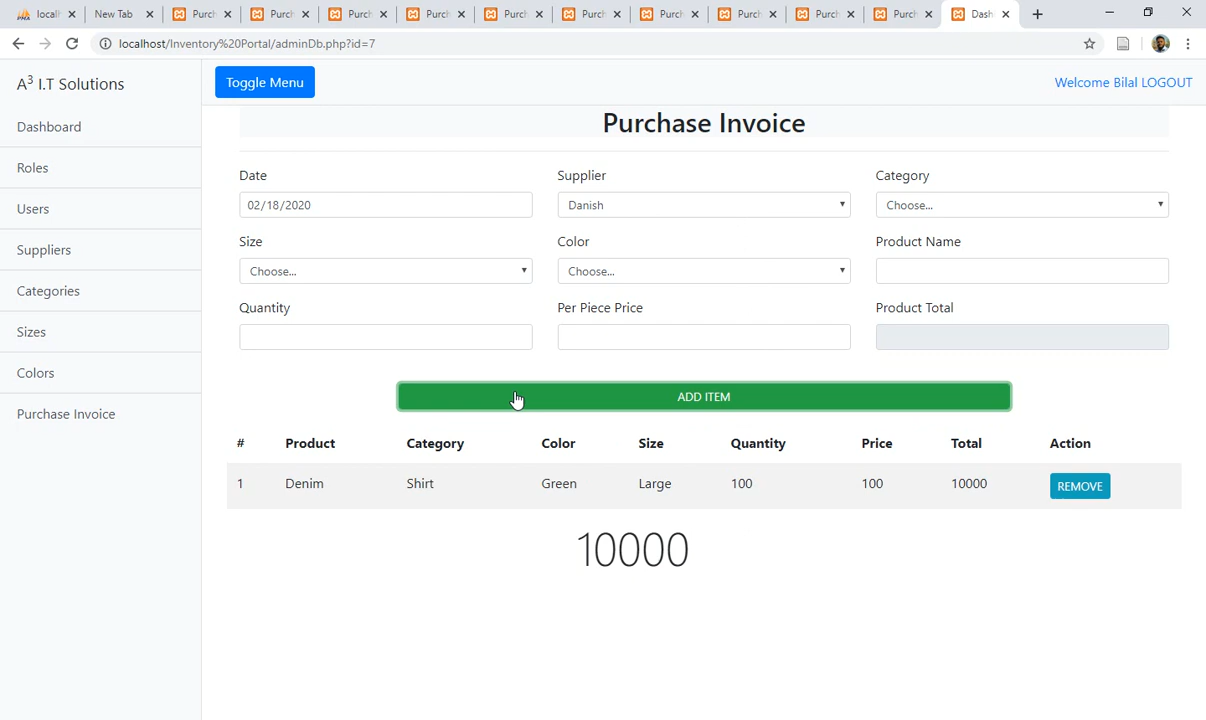 localh New Tab Purch Purch Purch Purch Purch Purch Purch Purch Purch Purch Dash
localhost/Inventory%20Portal/adminDb.php?id=7
A³ I.T Solutions
Toggle Menu
Welcome Bilal LOGOUT
Dashboard
Roles
Users
Suppliers
Categories
Sizes
Colors
Purchase Invoice
Purchase Invoice
Date Supplier Category
02/18/2020 Danish Choose...
Size Color Product Name
Choose... Choose...
Quantity Per Piece Price Product Total
ADD ITEM
# Product Category Color Size Quantity Price Total Action
1 Denim Shirt Green Large 100 100 10000 REMOVE
10000